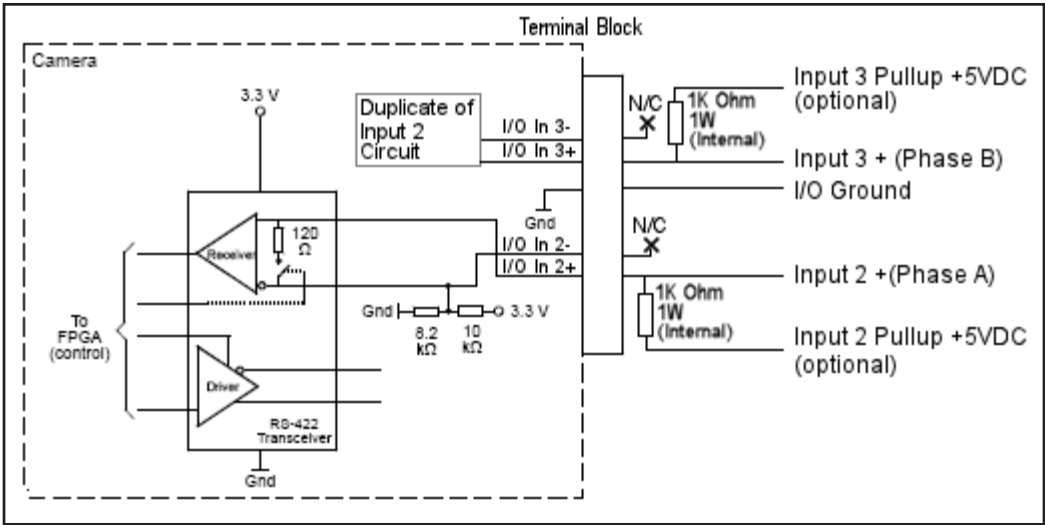 Terminal Block
Camera
3.3 V
Duplicate of
Input 2
Circuit
I/O In 3-
I/O In 3+
N/C
1K Ohm
1W
(Internal)
Input 3 Pullup +5VDC
(optional)
Input 3 + (Phase B)
I/O Ground
Gnd
120
Ω
Receiver
I/O In 2-
I/O In 2+
N/C
Input 2 +(Phase A)
1K Ohm
1W
(Internal)
Gnd
8.2
kΩ
10
kΩ
3.3 V
Input 2 Pullup +5VDC
(optional)
To
FPGA
(control)
Driver
RS-422
Transceiver
Gnd